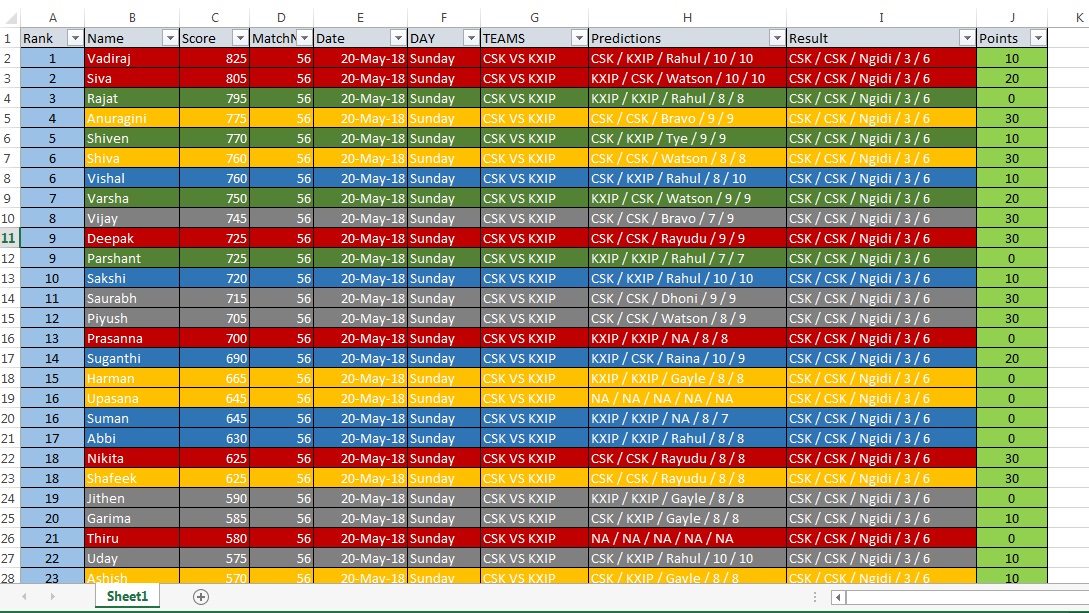 A B C D E F G H I J K
1 Rank Name Score MatchN Date DAY TEAMS Predictions Result Points
2 1 Vadiraj 825 56 20-May-18 Sunday CSK VS KXIP CSK / KXIP / Rahul / 10 / 10 CSK / CSK / Ngidi / 3 / 6 10
3 2 Siva 805 56 20-May-18 Sunday CSK VS KXIP KXIP / CSK / Watson / 10 / 10 CSK / CSK / Ngidi / 3 / 6 20
4 3 Rajat 795 56 20-May-18 Sunday CSK VS KXIP KXIP / KXIP / Rahul / 8 / 8 CSK / CSK / Ngidi / 3 / 6 0
5 4 Anuragini 775 56 20-May-18 Sunday CSK VS KXIP CSK / CSK / Bravo / 9 / 9 CSK / CSK / Ngidi / 3 / 6 30
6 5 Shiven 770 56 20-May-18 Sunday CSK VS KXIP CSK / KXIP / Tye / 9 / 9 CSK / CSK / Ngidi / 3 / 6 10
7 6 Shiva 760 56 20-May-18 Sunday CSK VS KXIP CSK / CSK / Watson / 8 / 8 CSK / CSK / Ngidi / 3 / 6 30
8 6 Vishal 760 56 20-May-18 Sunday CSK VS KXIP CSK / KXIP / Rahul / 8 / 10 CSK / CSK / Ngidi / 3 / 6 10
9 7 Varsha 750 56 20-May-18 Sunday CSK VS KXIP KXIP / CSK / Watson / 9 / 9 CSK / CSK / Ngidi / 3 / 6 20
10 8 Vijay 745 56 20-May-18 Sunday CSK VS KXIP CSK / CSK / Bravo / 7 / 9 CSK / CSK / Ngidi / 3 / 6 30
11 9 Deepak 725 56 20-May-18 Sunday CSK VS KXIP CSK / CSK / Rayudu / 9 / 9 CSK / CSK / Ngidi / 3 / 6 30
12 9 Parshant 725 56 20-May-18 Sunday CSK VS KXIP KXIP / KXIP / Rahul / 7 / 7 CSK / CSK / Ngidi / 3 / 6 0
13 10 Sakshi 720 56 20-May-18 Sunday CSK VS KXIP CSK / KXIP / Rahul / 10 / 10 CSK / CSK / Ngidi / 3 / 6 10
14 11 Saurabh 715 56 20-May-18 Sunday CSK VS KXIP CSK / CSK / Dhoni / 9 / 9 CSK / CSK / Ngidi / 3 / 6 30
15 12 Piyush 705 56 20-May-18 Sunday CSK VS KXIP CSK / CSK / Watson / 8 / 9 CSK / CSK / Ngidi / 3 / 6 30
16 13 Prasanna 700 56 20-May-18 Sunday CSK VS KXIP KXIP / KXIP / NA / 8 / 8 CSK / CSK / Ngidi / 3 / 6 0
17 14 Suganthi 690 56 20-May-18 Sunday CSK VS KXIP KXIP / CSK / Raina / 10 / 9 CSK / CSK / Ngidi / 3 / 6 20
18 15 Harman 665 56 20-May-18 Sunday CSK VS KXIP KXIP / KXIP / Gayle / 8 / 8 CSK / CSK / Ngidi / 3 / 6 0
19 16 Upasana 645 56 20-May-18 Sunday CSK VS KXIP NA / NA / NA / NA / NA CSK / CSK / Ngidi / 3 / 6 0
20 16 Suman 645 56 20-May-18 Sunday CSK VS KXIP KXIP / KXIP / NA / 8 / 7 CSK / CSK / Ngidi / 3 / 6 0
21 17 Abbi 630 56 20-May-18 Sunday CSK VS KXIP KXIP / KXIP / Rahul / 8 / 8 CSK / CSK / Ngidi / 3 / 6 0
22 18 Nikita 625 56 20-May-18 Sunday CSK VS KXIP CSK / CSK / Rayudu / 8 / 8 CSK / CSK / Ngidi / 3 / 6 30
23 18 Shafeek 625 56 20-May-18 Sunday CSK VS KXIP CSK / CSK / Rayudu / 8 / 8 CSK / CSK / Ngidi / 3 / 6 30
24 19 Jithen 590 56 20-May-18 Sunday CSK VS KXIP KXIP / KXIP / Gayle / 8 / 8 CSK / CSK / Ngidi / 3 / 6 0
25 20 Garima 585 56 20-May-18 Sunday CSK VS KXIP CSK / KXIP / Gayle / 8 / 8 CSK / CSK / Ngidi / 3 / 6 10
26 21 Thiru 580 56 20-May-18 Sunday CSK VS KXIP NA / NA / NA / NA / NA CSK / CSK / Ngidi / 3 / 6 0
27 22 Uday 575 56 20-May-18 Sunday CSK VS KXIP CSK / KXIP / Rahul / 10 / 10 CSK / CSK / Ngidi / 3 / 6 10
28 23 Ashish 570 56 20-May-18 Sunday CSK VS KXIP CSK / KXIP / Gayle / 8 / 8 CSK / CSK / Ngidi / 3 / 6 10
Sheet1